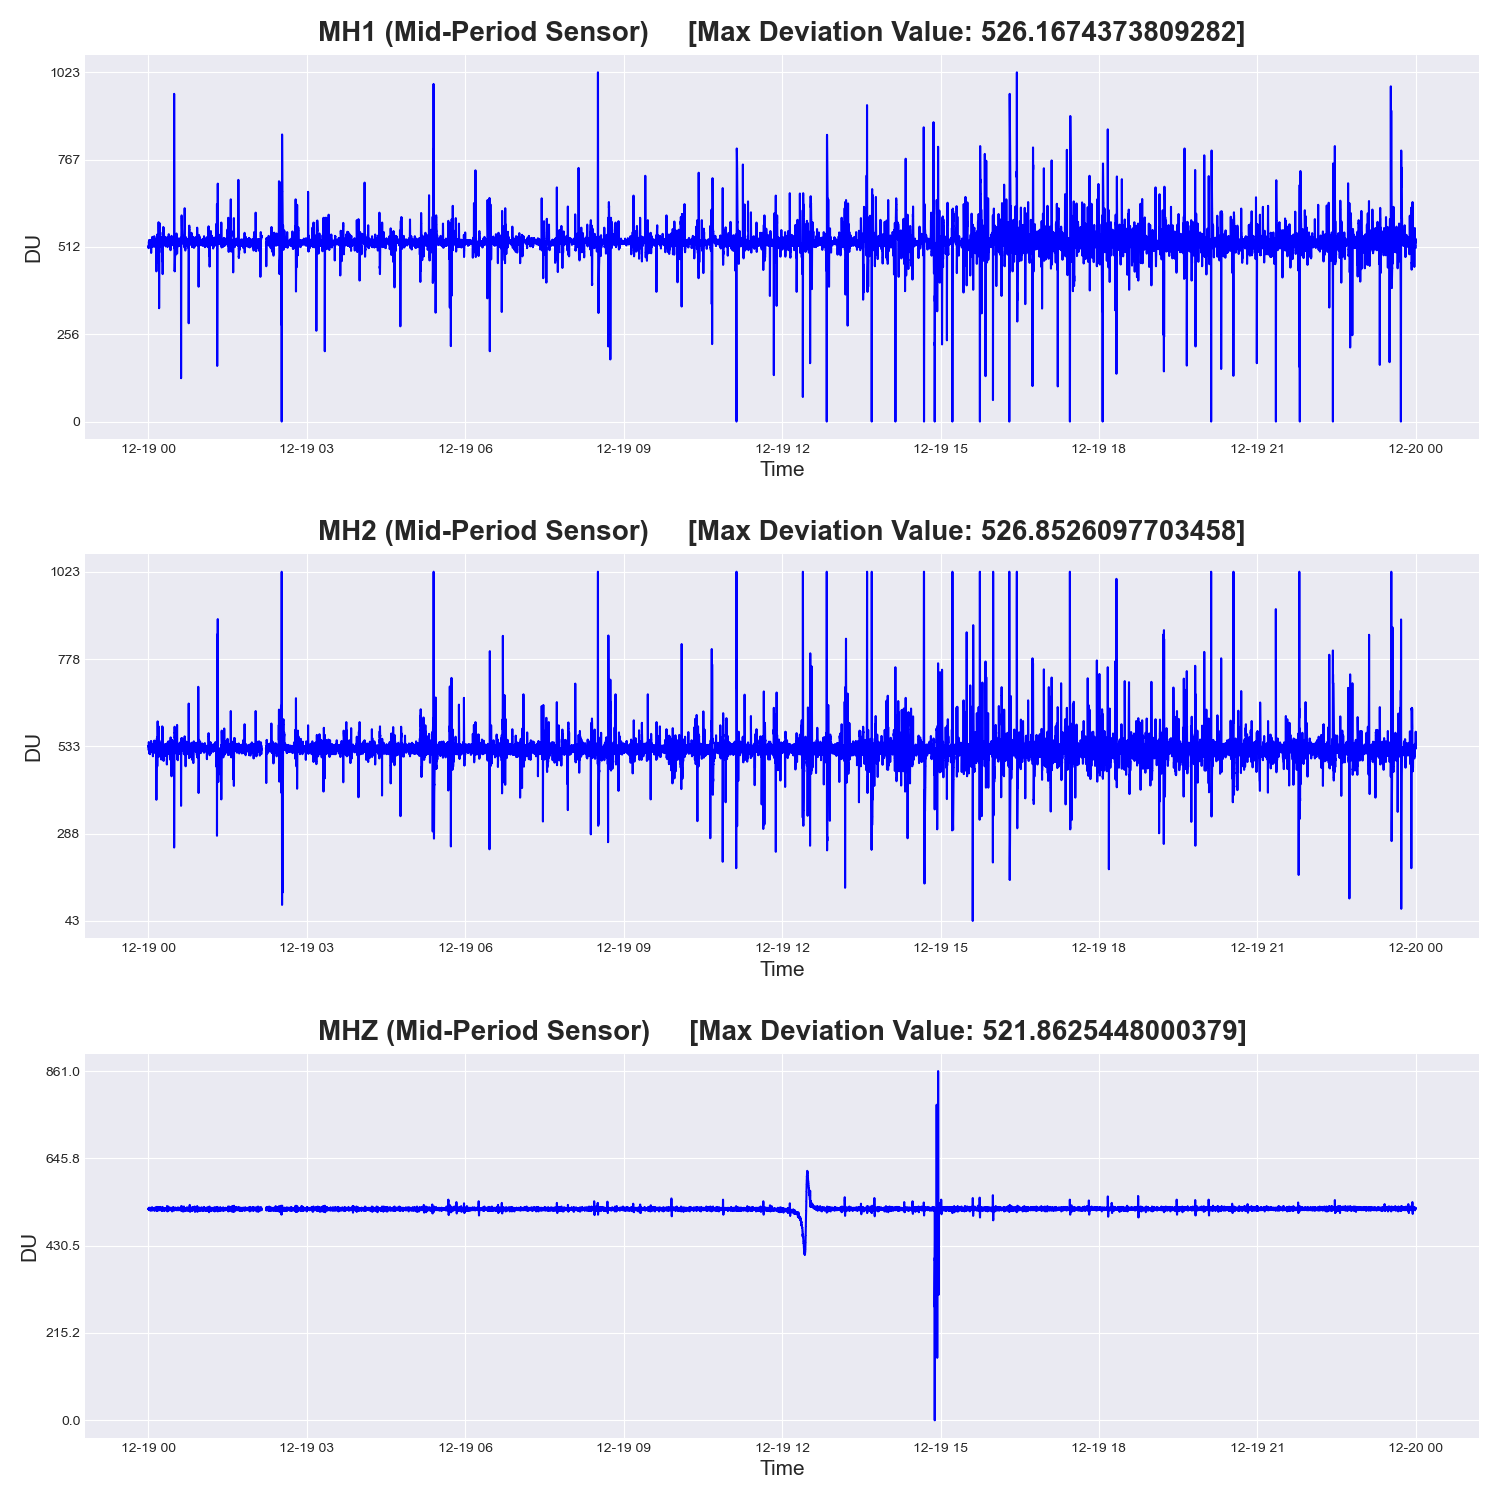 MH1 (Mid-Period Sensor) [Max Deviation Value: 526.1674373809282]
1023
767
512
256
0
DU
12-19 00 12-19 03 12-19 06 12-19 09 12-19 12 12-19 15 12-19 18 12-19 21 12-20 00
Time
MH2 (Mid-Period Sensor) [Max Deviation Value: 526.8526097703458]
1023
778
533
288
43
DU
12-19 00 12-19 03 12-19 06 12-19 09 12-19 12 12-19 15 12-19 18 12-19 21 12-20 00
Time
MHZ (Mid-Period Sensor) [Max Deviation Value: 521.8625448000379]
861.0
645.8
430.5
215.2
0.0
DU
12-19 00 12-19 03 12-19 06 12-19 09 12-19 12 12-19 15 12-19 18 12-19 21 12-20 00
Time